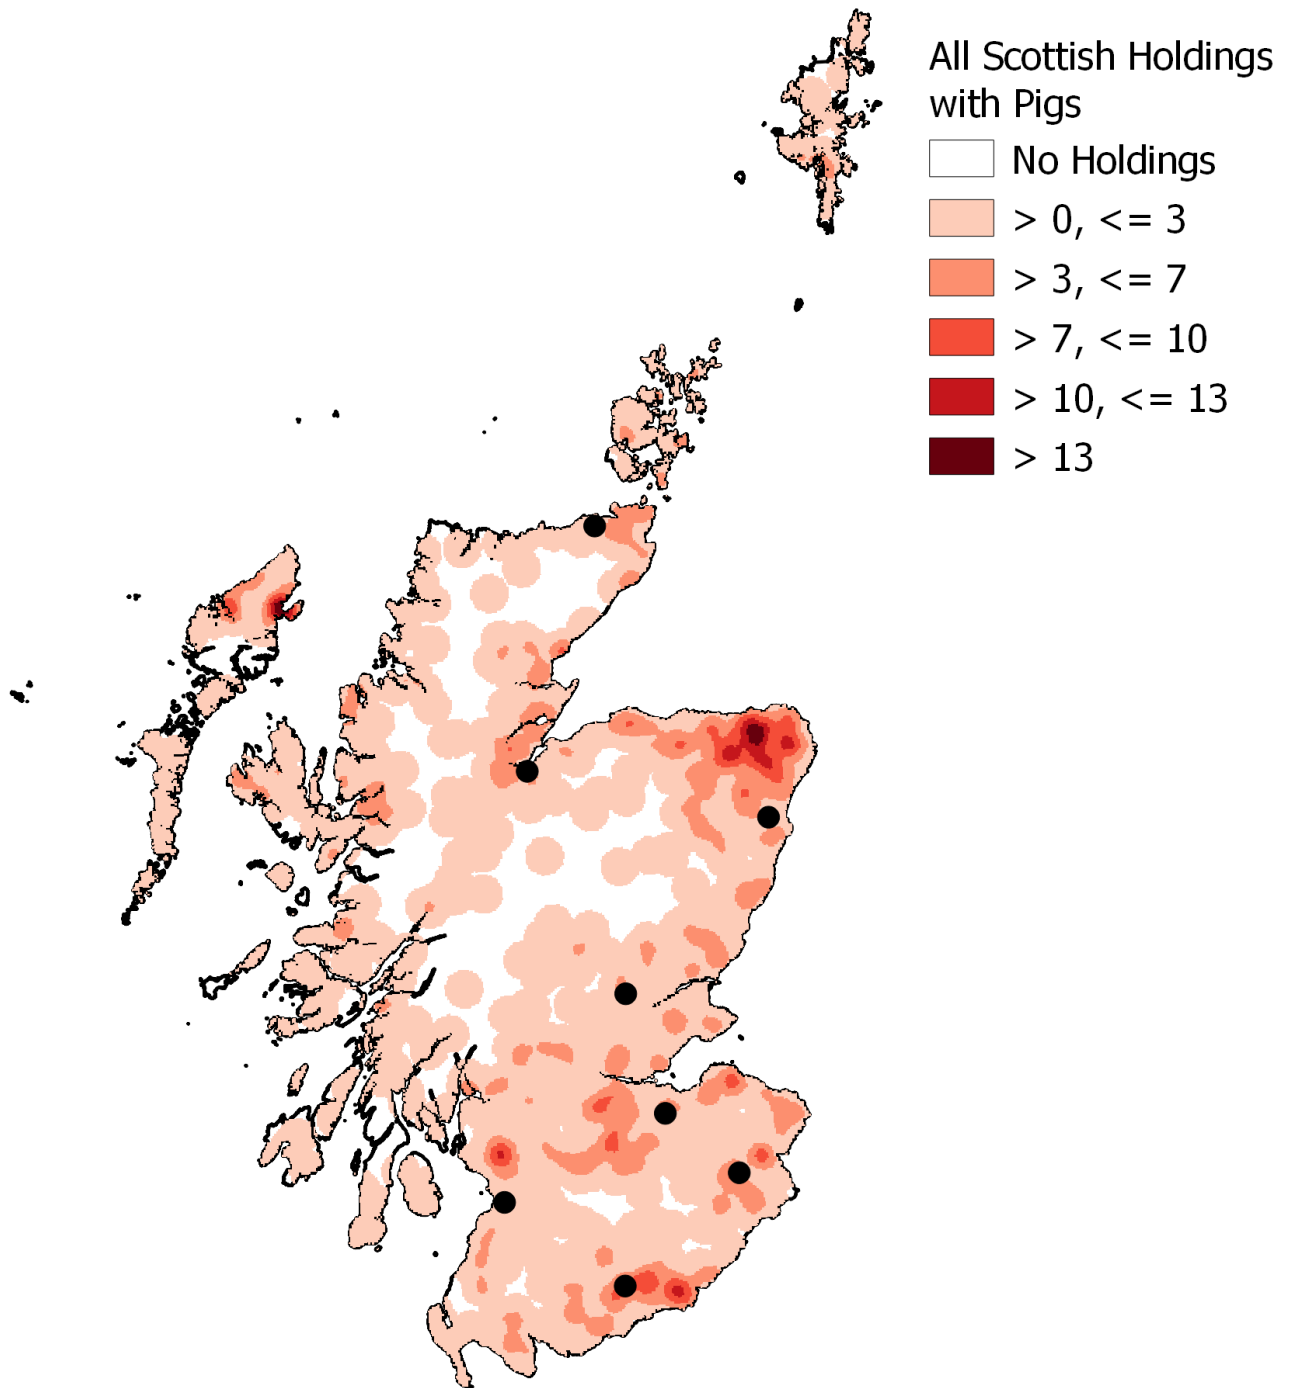 All Scottish Holdings
with Pigs
No Holdings
> 0, <= 3
> 3, <= 7
> 7, <= 10
> 10, <= 13
> 13